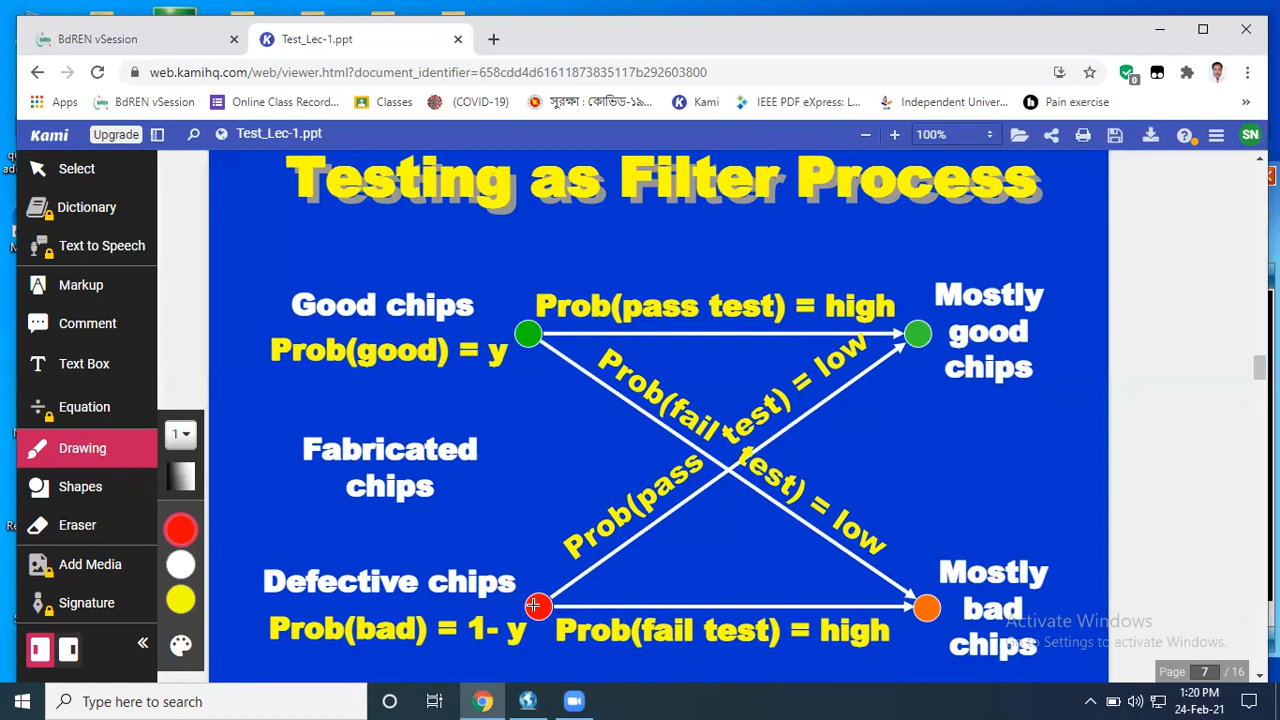 BdREN vSession
Test_Lec-1.ppt
web.kamihq.com/web/viewer.html?document_identifier=658cdd4d61611873835117b292603800
0
Apps BdREN vSession Online Class Record... Classes (COVID-19) সুরক্ষা : কোভিড-১৯... Kami IEEE PDF eXpress: L... Independent Univer... Pain exercise »
Kami Upgrade Test_Lec-1.ppt 100% SN
Select
Dictionary
Text to Speech
Markup
Comment
Text Box
Equation
Drawing
Shapes
Eraser
Add Media
Signature
1
Testing as Filter Process
Good chips
Prob(good) = y
Prob(pass test) = high
Mostly
good
chips
Prob(fail test) = low
Prob(pass test) = low
Fabricated
chips
Defective chips
Prob(bad) = 1- y
Prob(fail test) = high
Mostly
bad
chips
Activate Windows
Go to Settings to activate Windows.
Page 7 / 16
Type here to search
1:20 PM
24-Feb-21